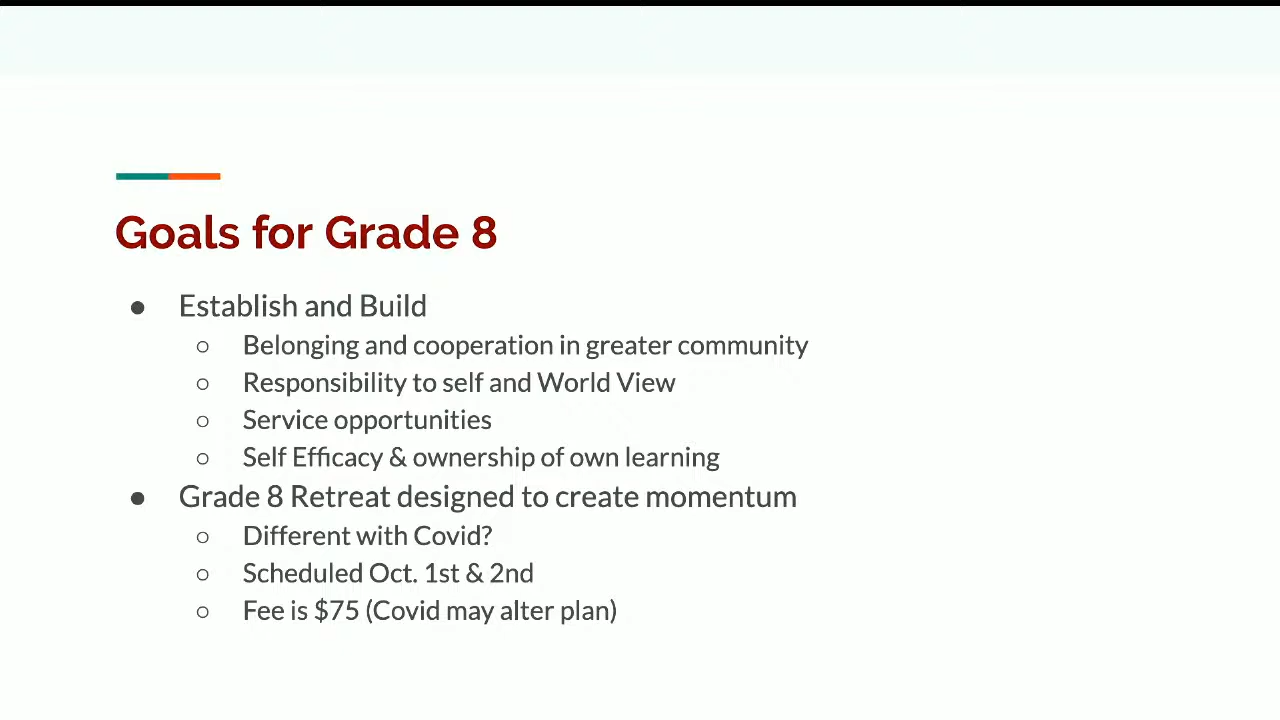 Goals for Grade 8
● Establish and Build
○ Belonging and cooperation in greater community
○ Responsibility to self and World View
○ Service opportunities
○ Self Efficacy & ownership of own learning
● Grade 8 Retreat designed to create momentum
○ Different with Covid?
○ Scheduled Oct. 1st & 2nd
○ Fee is $75 (Covid may alter plan)